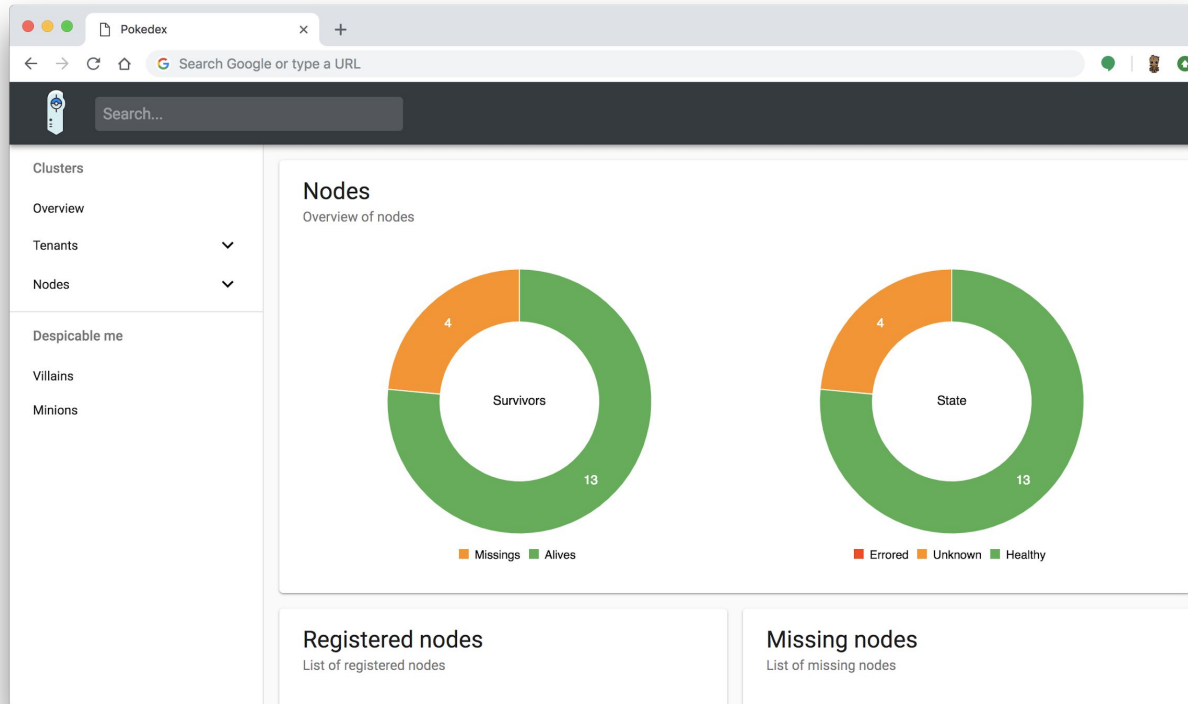 Pokedex
Search Google or type a URL
Search...
Clusters
Overview
Tenants
Nodes
Despicable me
Villains
Minions
Nodes
Overview of nodes
4
Survivors
13
Missings Alives
4
State
13
Errored Unknown Healthy
Registered nodes
List of registered nodes
Missing nodes
List of missing nodes